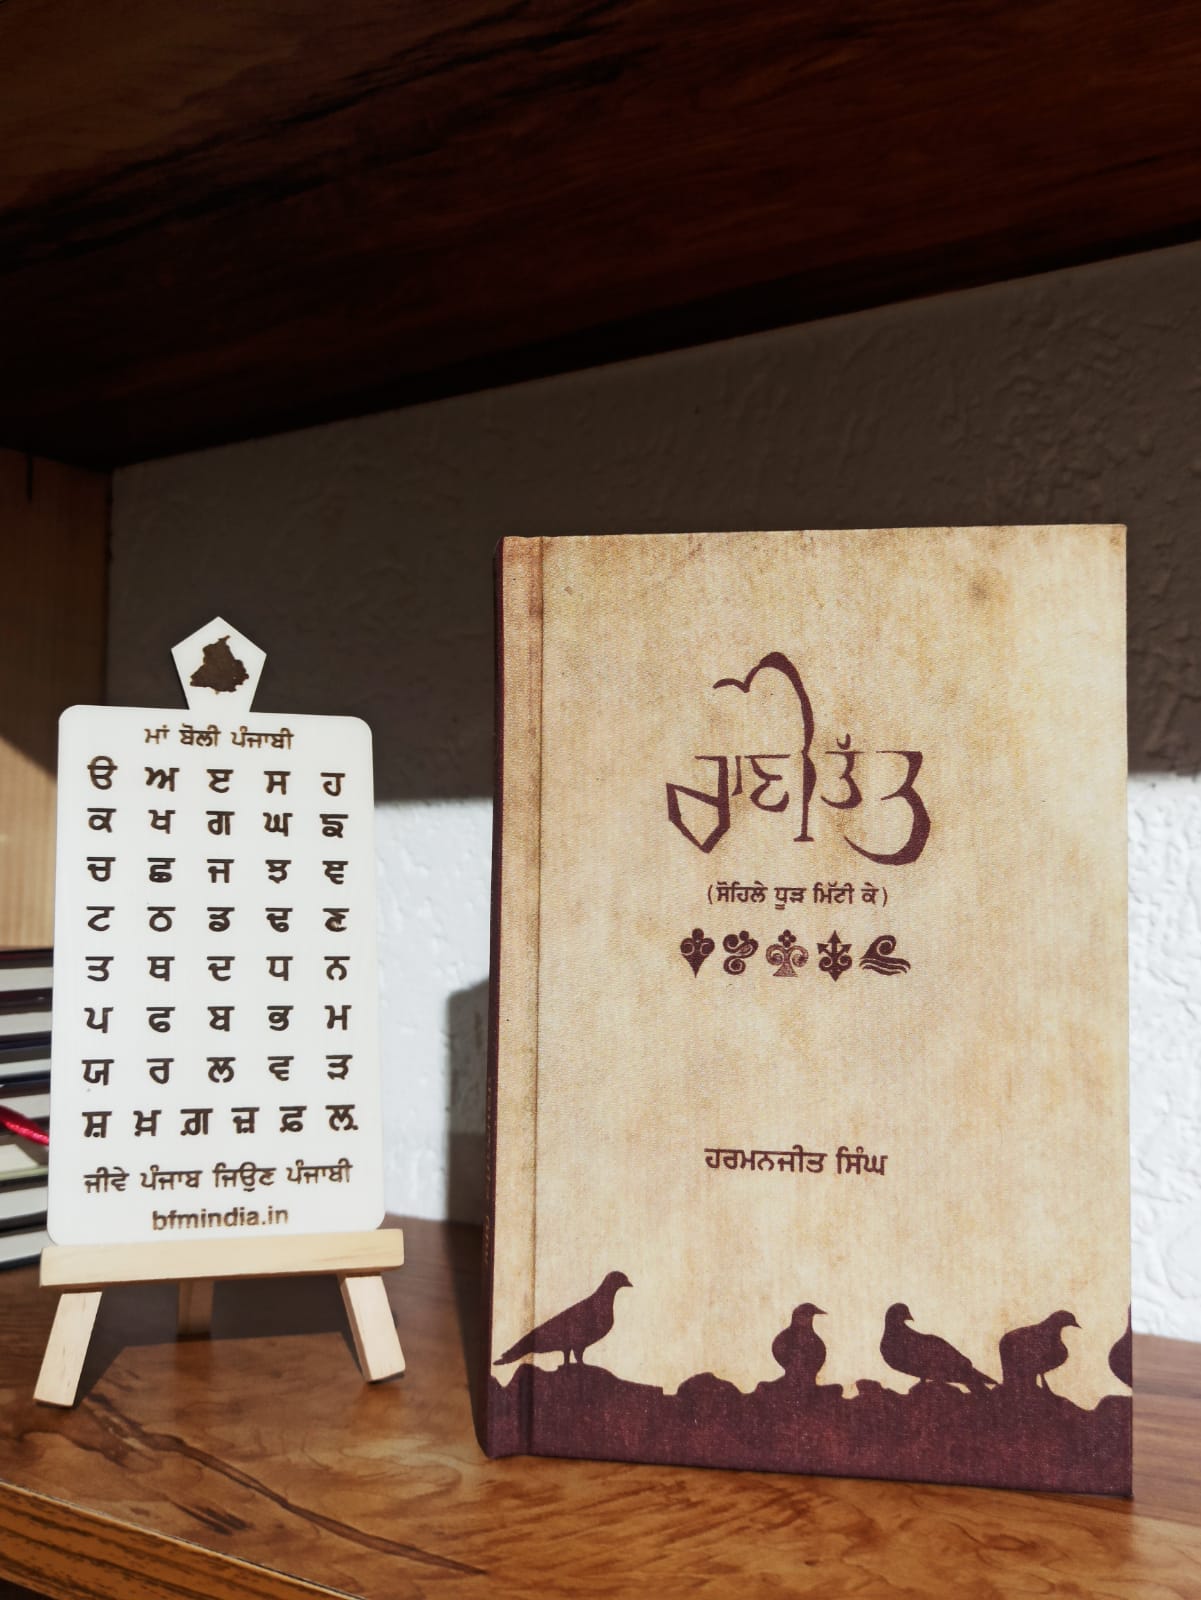 ਮਾਂ ਬੋਲੀ ਪੰਜਾਬੀ
ੳ ਅ ੲ ਸ ਹ
ਕ ਖ ਗ ਘ ਙ
ਚ ਛ ਜ ਝ ਞ
ਟ ਠ ਡ ਢ ਣ
ਤ ਥ ਦ ਧ ਨ
ਪ ਫ ਬ ਭ ਮ
ਯ ਰ ਲ ਵ ੜ
ਸ਼ ਖ਼ ਗ਼ ਜ਼ ਫ਼ ਲ਼
ਜੀਵੇ ਪੰਜਾਬ ਜਿਉਣ ਪੰਜਾਬੀ
bfmindia.in
ਰਾਣੀਤੱਤ
(ਸੋਹਿਲੇ ਧੂੜ ਮਿੱਟੀ ਕੇ)
ਹਰਮਨਜੀਤ ਸਿੰਘ